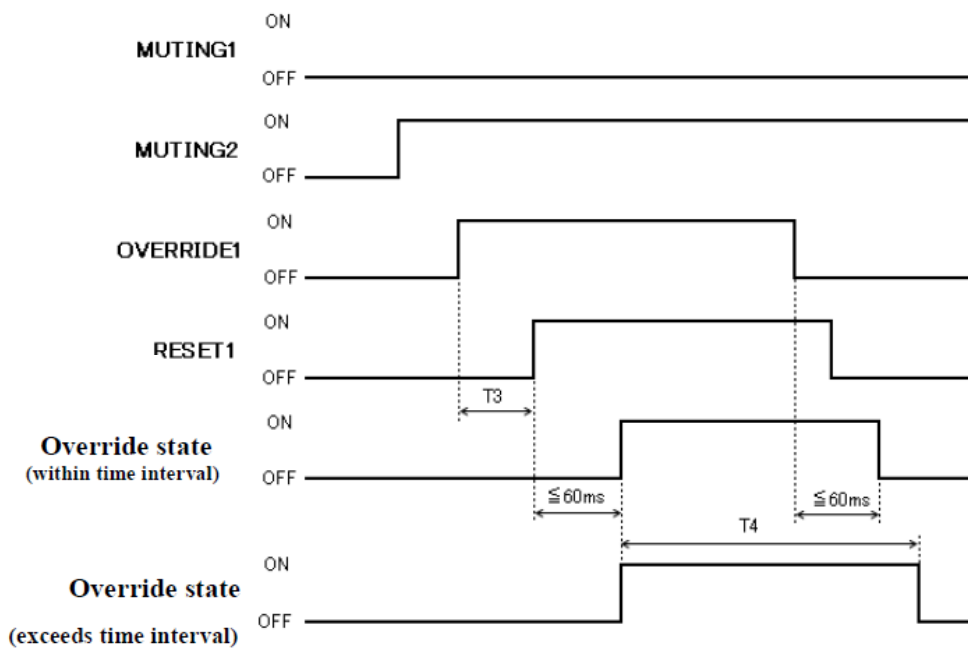 ON
MUTING1
OFF
ON
MUTING2
OFF
ON
OVERRIDE1
OFF
ON
RESET1
OFF
T3
ON
Override state
(within time interval)
OFF
≦60ms
≦60ms
T4
ON
Override state
OFF
(exceeds time interval)